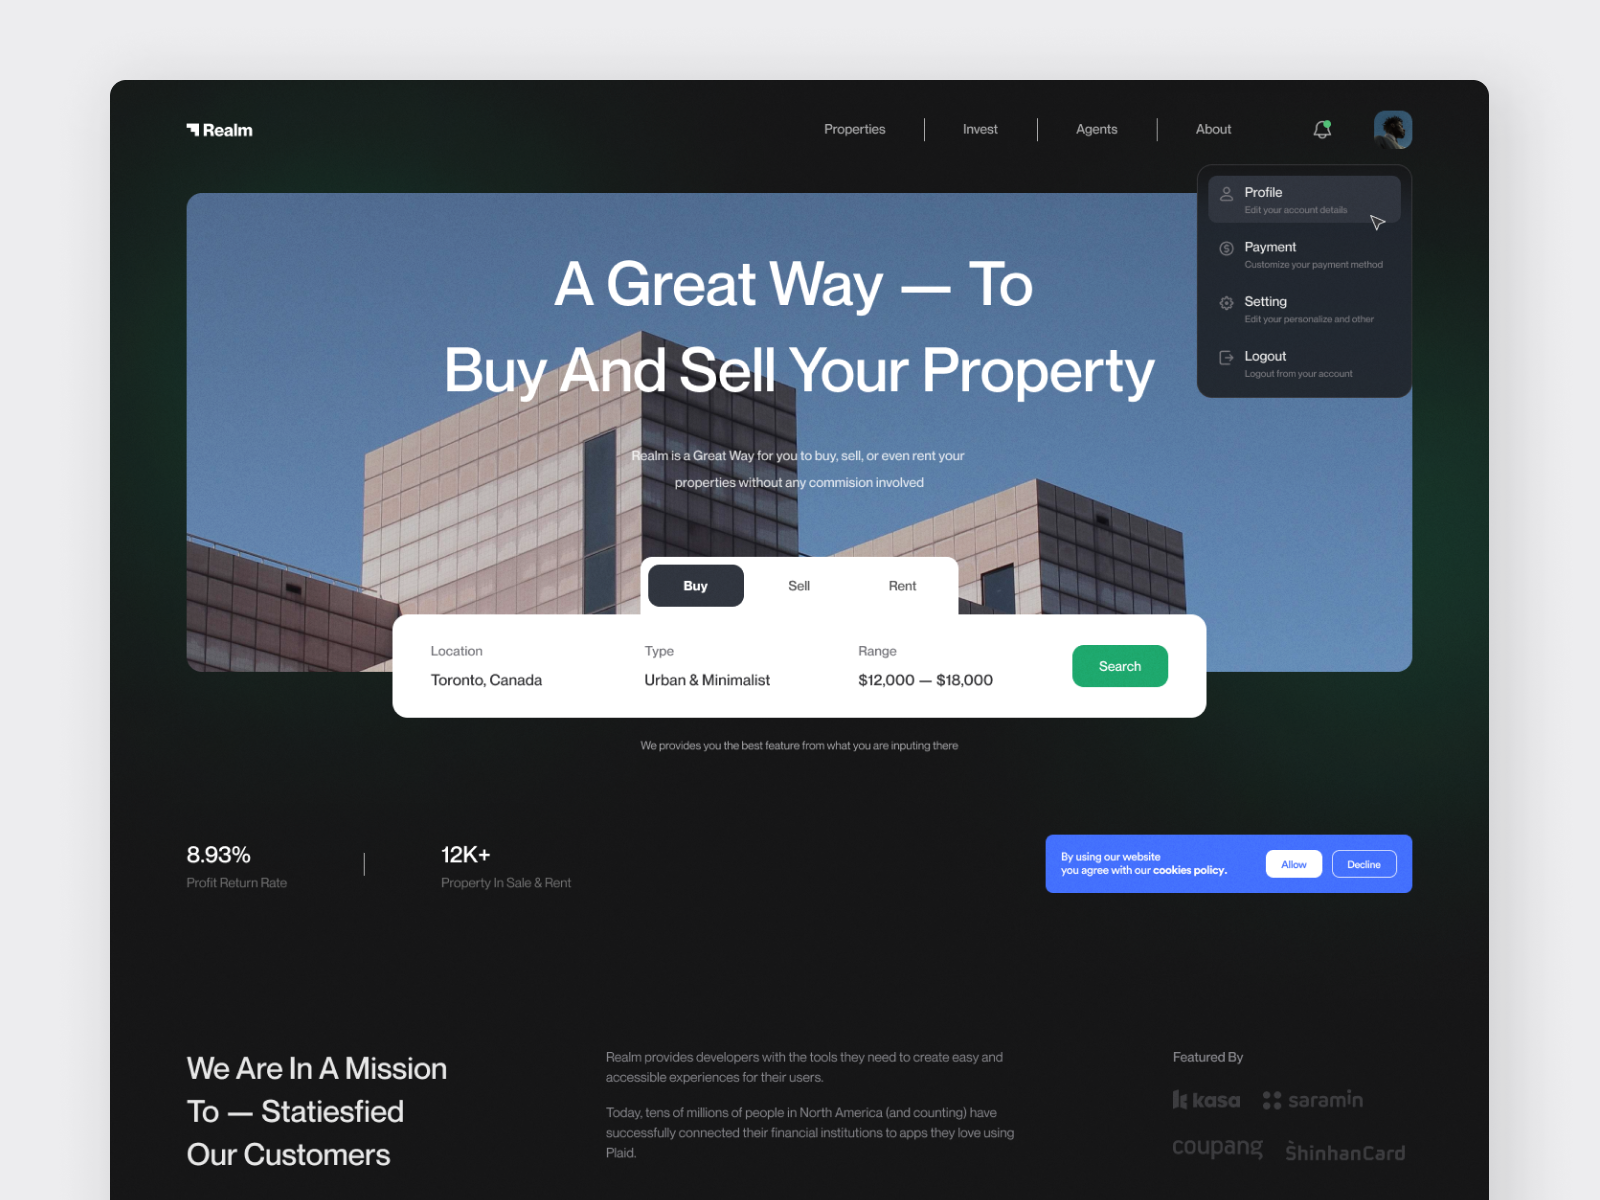 Realm
Properties
Invest
Agents
About
Profile
Edit your account details
Payment
Customize your payment method
Setting
Edit your personalize and other
Logout
Logout from your account
A Great Way — To
Buy And Sell Your Property
Realm is a Great Way for you to buy, sell, or even rent your
properties without any commision involved
Buy
Sell
Rent
Location
Toronto, Canada
Type
Urban & Minimalist
Range
$12,000 — $18,000
Search
We provides you the best feature from what you are inputing there
8.93%
Profit Return Rate
12K+
Property In Sale & Rent
By using our website
you agree with our cookies policy.
Allow
Decline
We Are In A Mission
To — Statiesfied
Our Customers
Realm provides developers with the tools they need to create easy and
accessible experiences for their users.
Today, tens of millions of people in North America (and counting) have
successfully connected their financial institutions to apps they love using
Plaid.
Featured By
kasa
saramin
coupang
ShinhanCard